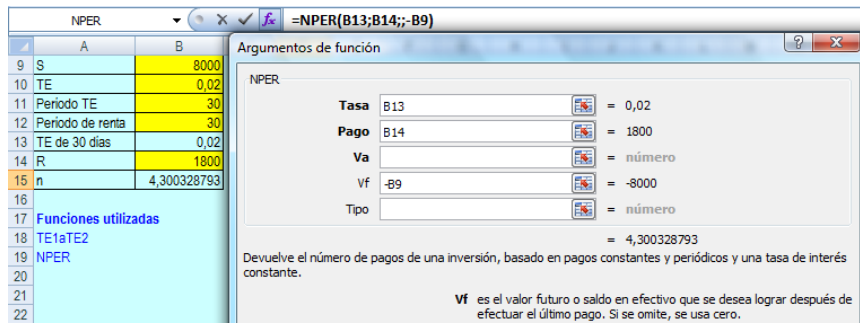 NPER =NPER(B13;B14;;-B9)
A B
9 S 8000
10 TE 0,02
11 Periodo TE 30
12 Periodo de renta 30
13 TE de 30 días 0,02
14 R 1800
15 n 4,300328793
16
17 Funciones utilizadas
18 TE1aTE2
19 NPER
20
21
22
Argumentos de función
NPER
Tasa B13 = 0,02
Pago B14 = 1800
Va = número
Vf -B9 = -8000
Tipo = número
= 4,300328793
Devuelve el número de pagos de una inversión, basado en pagos constantes y periódicos y una tasa de interés
constante.
Vf es el valor futuro o saldo en efectivo que se desea lograr después de
efectuar el último pago. Si se omite, se usa cero.